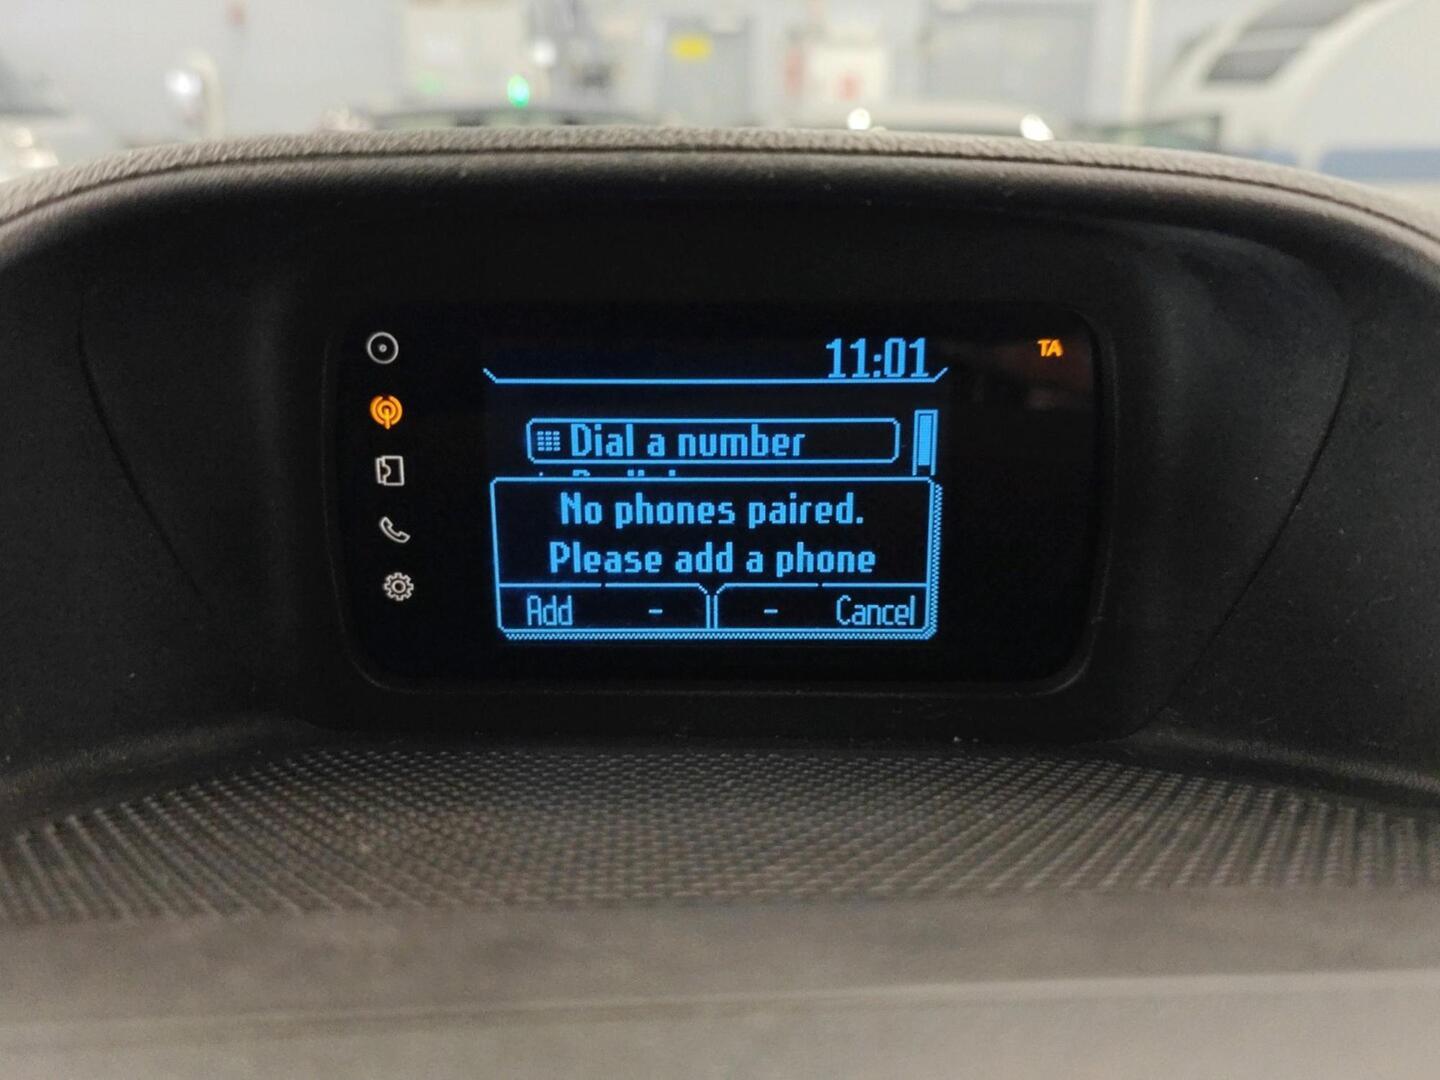 11:01
TA
Dial a number
No phones paired.
Please add a phone
Add - - Cancel